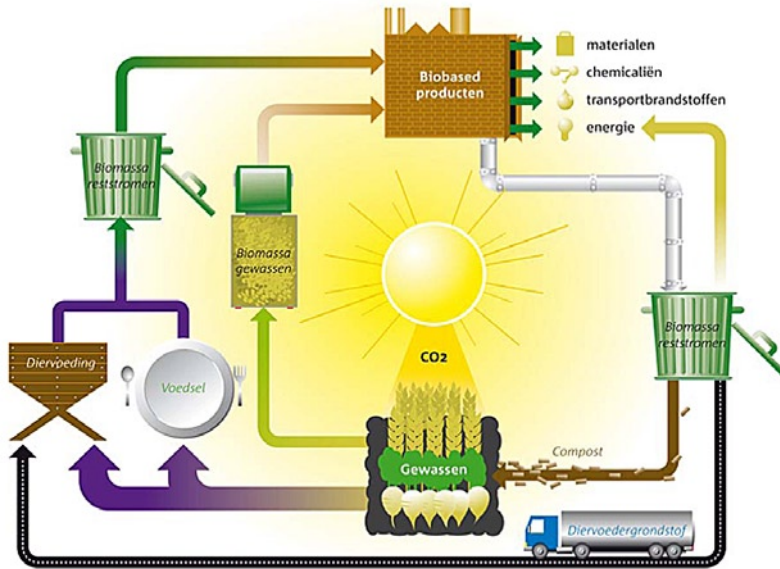 Biobased
producten
materialen
chemicaliën
transportbrandstoffen
energie
Biomassa
reststromen
Biomassa
gewassen
CO2
Biomassa
reststromen
Diervoeding
Voedsel
Gewassen
Compost
Diervoedergrondstof